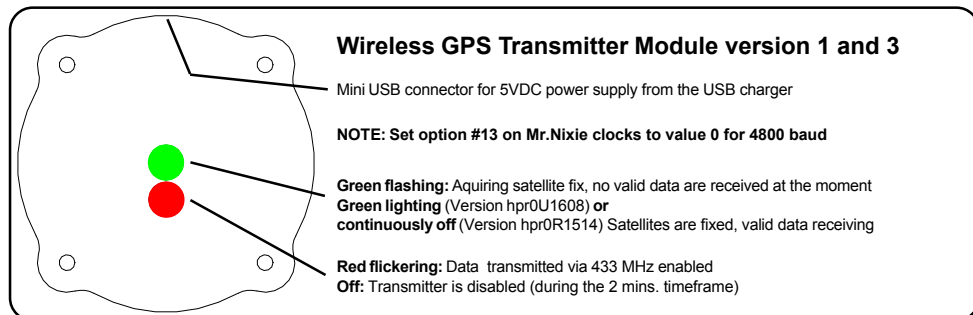 Wireless GPS Transmitter Module version 1 and 3
Mini USB connector for 5VDC power supply from the USB charger
NOTE: Set option #13 on Mr.Nixie clocks to value 0 for 4800 baud
Green flashing: Aquiring satellite fix, no valid data are received at the moment
Green lighting (Version hpr0U1608) or
continuously off (Version hpr0R1514) Satellites are fixed, valid data receiving
Red flickering: Data transmitted via 433 MHz enabled
Off: Transmitter is disabled (during the 2 mins. timeframe)